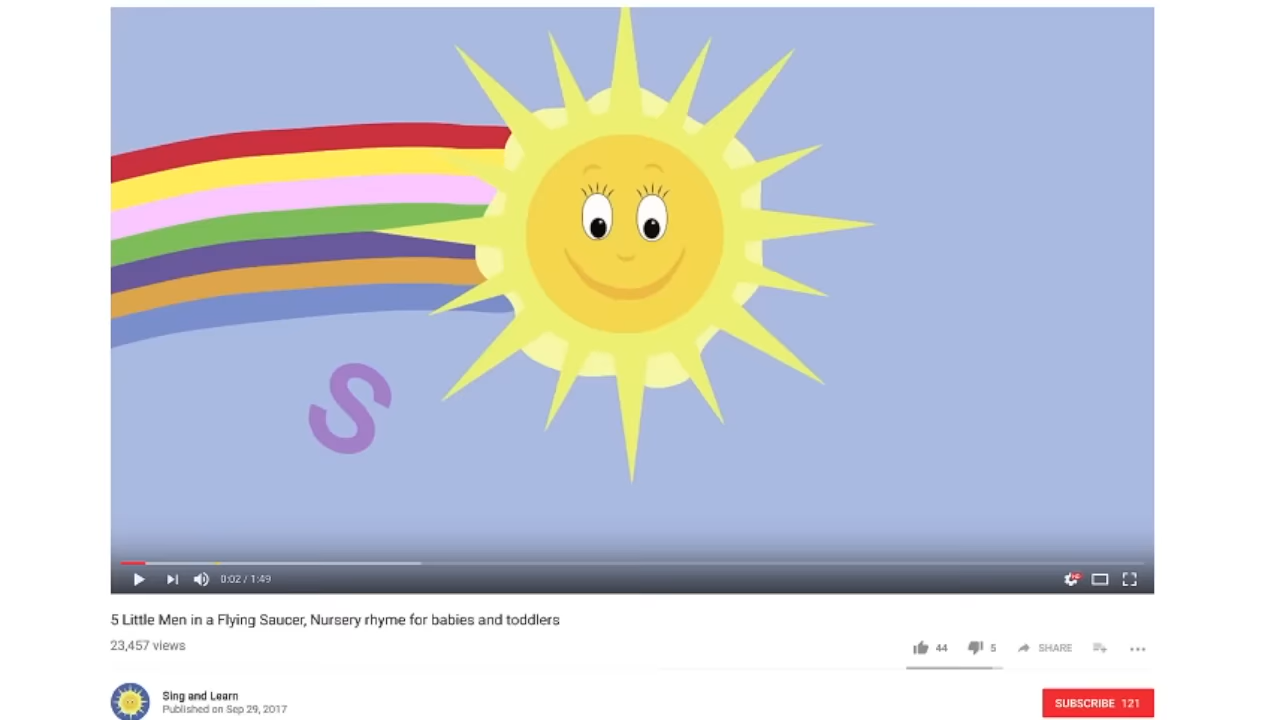 S
0:02 / 1:49
5 Little Men in a Flying Saucer, Nursery rhyme for babies and toddlers
23,457 views
44
5
SHARE
Sing and Learn
Published on Sep 29, 2017
SUBSCRIBE 121